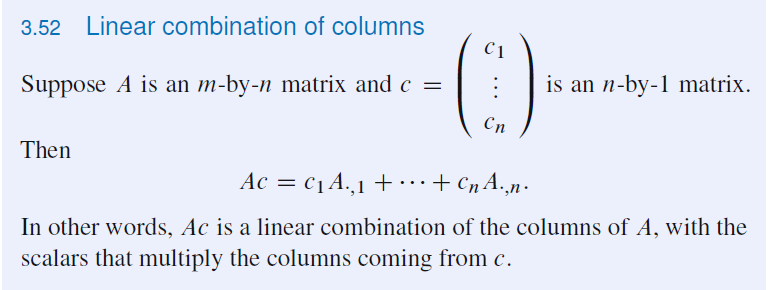 3.52 Linear combination of columns
Suppose A is an m-by-n matrix and c = ( c₁ ⋮ cₙ ) is an n-by-1 matrix.
Then
Ac = c₁A.,₁ + ··· + cₙA.,ₙ.
In other words, Ac is a linear combination of the columns of A, with the
scalars that multiply the columns coming from c.